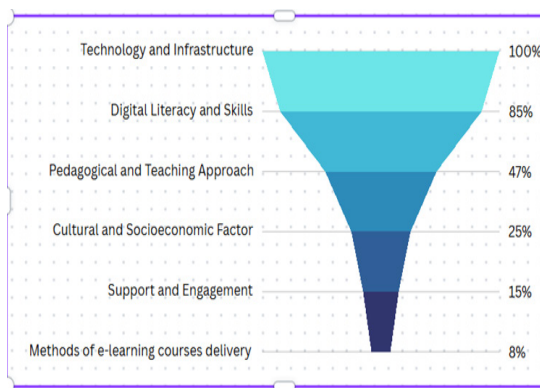 Technology and Infrastructure 100%
Digital Literacy and Skills 85%
Pedagogical and Teaching Approach 47%
Cultural and Socioeconomic Factor 25%
Support and Engagement 15%
Methods of e-learning courses delivery 8%